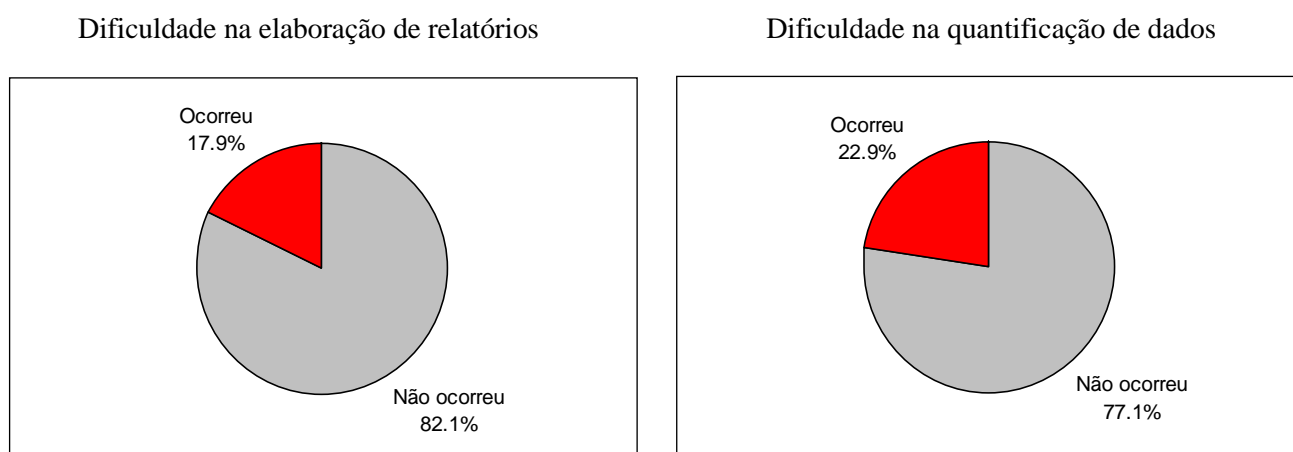 Dificuldade na elaboração de relatórios
Ocorreu
17.9%
Não ocorreu
82.1%
Dificuldade na quantificação de dados
Ocorreu
22.9%
Não ocorreu
77.1%